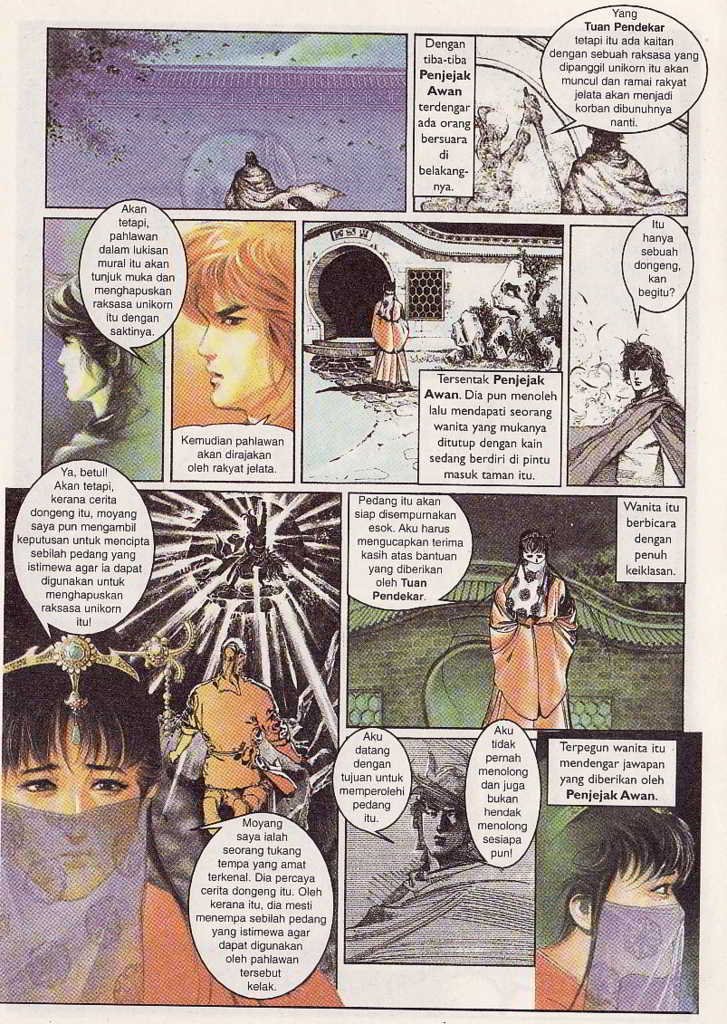 Dengan
tiba-tiba
Penjejak
Awan
terdengar
ada orang
bersuara
di
belakang-
nya.
Yang
Tuan Pendekar
tetapi itu ada kaitan
dengan sebuah raksasa yang
dipanggil unikorn itu akan
muncul dan ramai rakyat
jelata akan menjadi
korban dibunuhnya
nanti.
Akan
tetapi,
pahlawan
dalam lukisan
mural itu akan
tunjuk muka dan
menghapuskan
raksasa unikorn
itu dengan
saktinya.
Kemudian pahlawan
akan dirajakan
oleh rakyat jelata.
Tersentak Penjejak
Awan. Dia pun menoleh
lalu mendapati seorang
wanita yang mukanya
ditutup dengan kain
sedang berdiri di pintu
masuk taman itu.
Itu
hanya
sebuah
dongeng,
kan
begitu?
Ya, betul!
Akan tetapi,
kerana cerita
dongeng itu, moyang
saya pun mengambil
keputusan untuk mencipta
sebilah pedang yang
istimewa agar ia dapat
digunakan untuk
menghapuskan
raksasa unikorn
itu!
Moyang
saya ialah
seorang tukang
tempa yang amat
terkenal. Dia percaya
cerita dongeng itu. Oleh
kerana itu, dia mesti
menempa sebilah pedang
yang istimewa agar
dapat digunakan
oleh pahlawan
tersebut
kelak.
Pedang itu akan
siap disempurnakan
esok. Aku harus
mengucapkan terima
kasih atas bantuan
yang diberikan
oleh Tuan
Pendekar.
Wanita itu
berbicara
dengan
penuh
keiklasan.
Aku
datang
dengan
tujuan untuk
memperolehi
pedang
itu.
Aku
tidak
pernah
menolong
dan juga
bukan
hendak
menolong
sesiapa
pun!
Terpegun wanita itu
mendengar jawapan
yang diberikan oleh
Penjejak Awan.